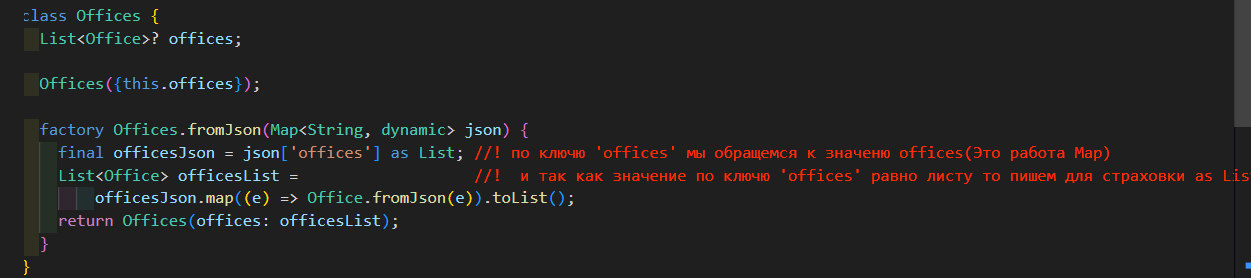 class Offices {
List<Office>? offices;
Offices({this.offices});
factory Offices.fromJson(Map<String, dynamic> json) {
final officesJson = json['offices'] as List; //! по ключю 'offices' мы обращемся к значеню offices(Это работа Map)
List<Office> officesList = //! и так как значение по ключю 'offices' равно листу то пишем для страховки as Lis
officesJson.map((e) => Office.fromJson(e)).toList();
return Offices(offices: officesList);
}
}